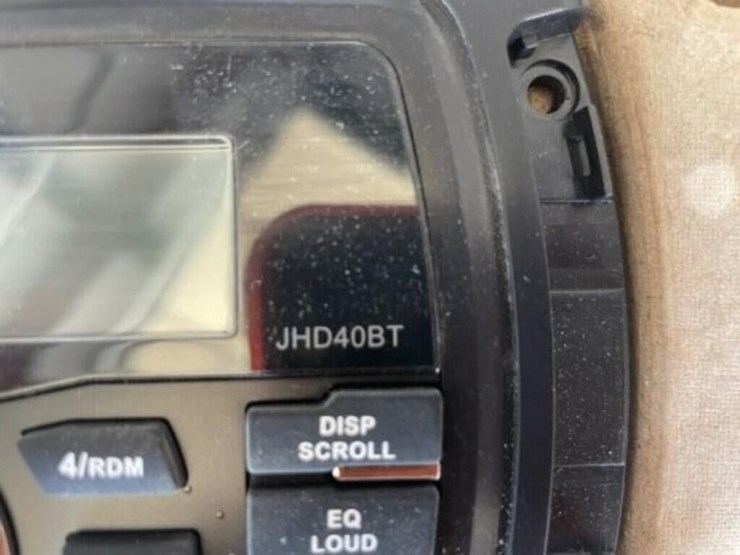 JHD40BT
DISP
SCROLL
4/RDM
EQ
LOUD